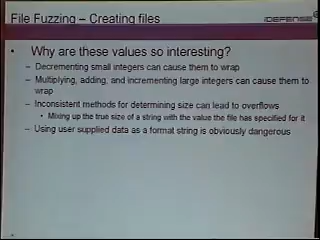 File Fuzzing – Creating files
iDEFENSE
• Why are these values so interesting?
– Decrementing small integers can cause them to wrap
– Multiplying, adding, and incrementing large integers can cause them to
wrap
– Inconsistent methods for determining size can lead to overflows
• Mixing up the true size of a string with the value the file has specified for it
– Using user supplied data as a format string is obviously dangerous